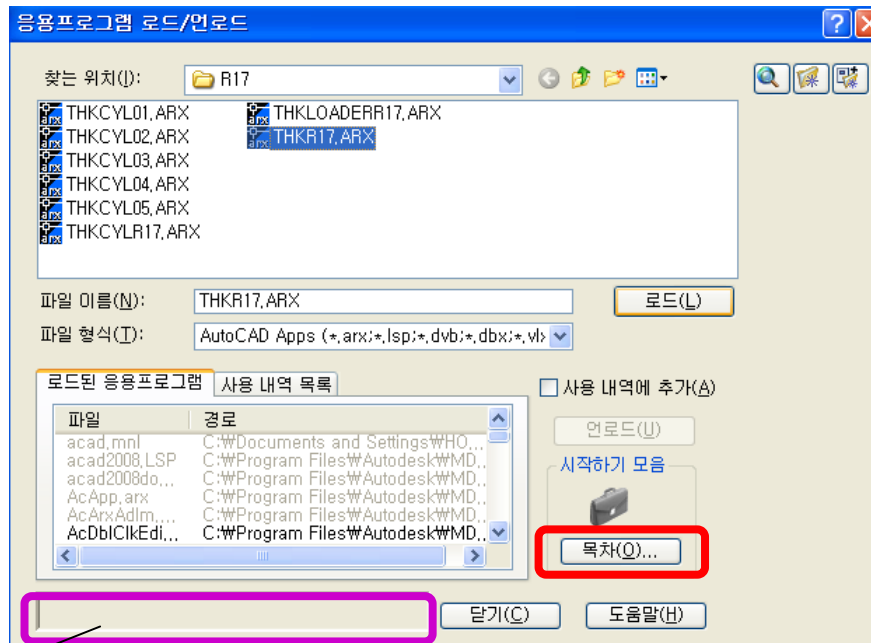 응용프로그램 로드/언로드
찾는 위치(I):
R17
THKCYL01.ARX
THKCYL02.ARX
THKCYL03.ARX
THKCYL04.ARX
THKCYL05.ARX
THKCYLR17.ARX
THKLOADERR17.ARX
THKR17.ARX
파일 이름(N): THKR17.ARX
로드(L)
파일 형식(T): AutoCAD Apps (*.arx;*.lsp;*.dvb;*.dbx;*.vl
로드된 응용프로그램
사용 내역 목록
사용 내역에 추가(A)
파일 경로
acad.mnl C:₩Documents and Settings₩HO...
acad2008.LSP C:₩Program Files₩Autodesk₩MD...
acad2008do... C:₩Program Files₩Autodesk₩MD...
AcApp.arx C:₩Program Files₩Autodesk₩MD...
AcArxAdlm.... C:₩Program Files₩Autodesk₩MD...
AcDblClkEdi... C:₩Program Files₩Autodesk₩MD...
언로드(U)
시작하기 모음
목차(O)...
닫기(C)
도움말(H)